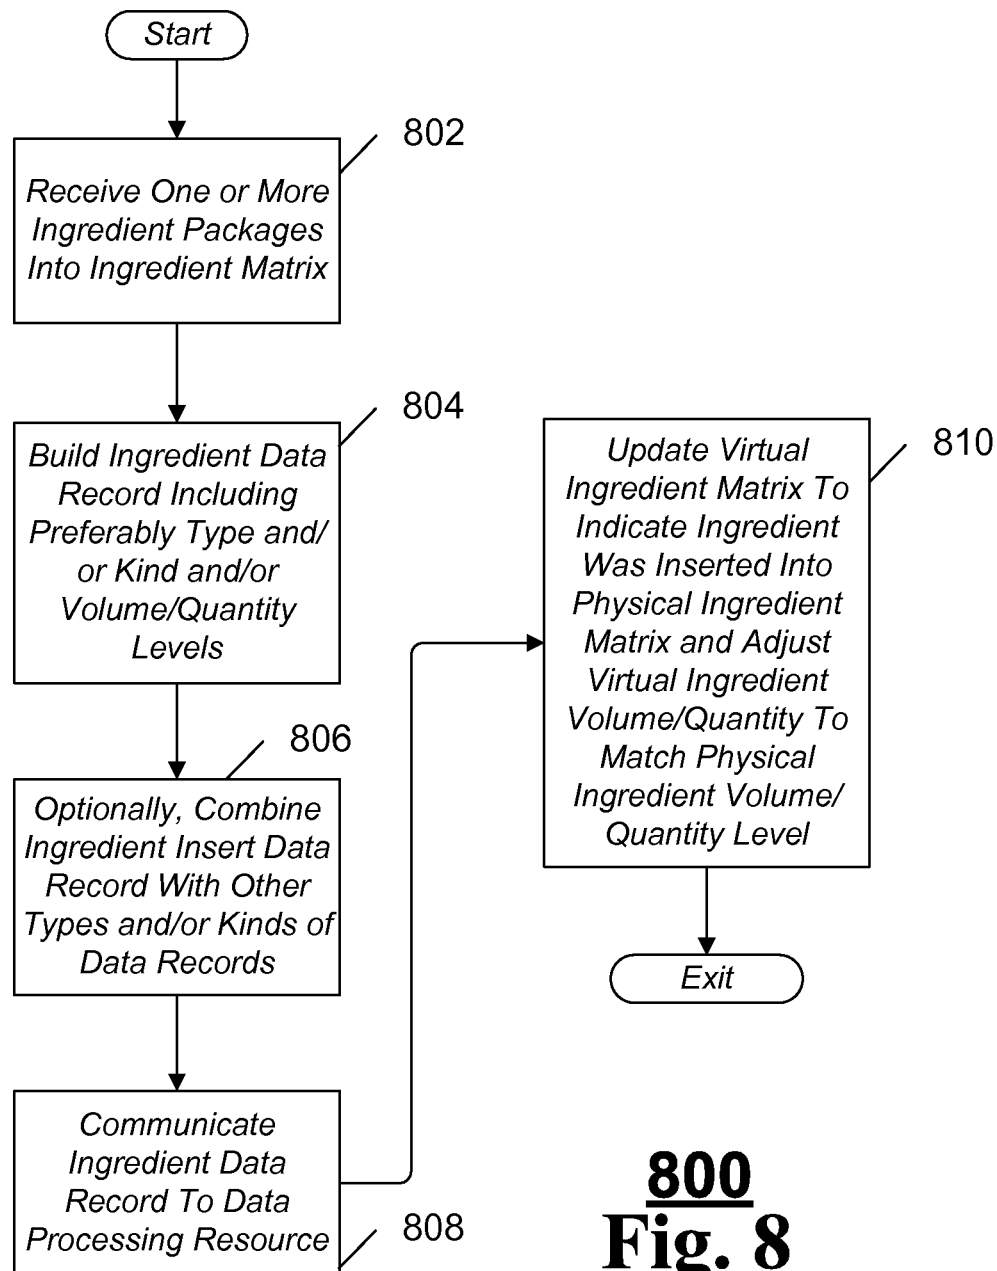 Start
802
Receive One or More
Ingredient Packages
Into Ingredient Matrix
804
Build Ingredient Data
Record Including
Preferably Type and/
or Kind and/or
Volume/Quantity
Levels
806
Optionally, Combine
Ingredient Insert Data
Record With Other
Types and/or Kinds of
Data Records
Communicate
Ingredient Data
Record To Data
Processing Resource
808
810
Update Virtual
Ingredient Matrix To
Indicate Ingredient
Was Inserted Into
Physical Ingredient
Matrix and Adjust
Virtual Ingredient
Volume/Quantity To
Match Physical
Ingredient Volume/
Quantity Level
Exit
800
Fig. 8